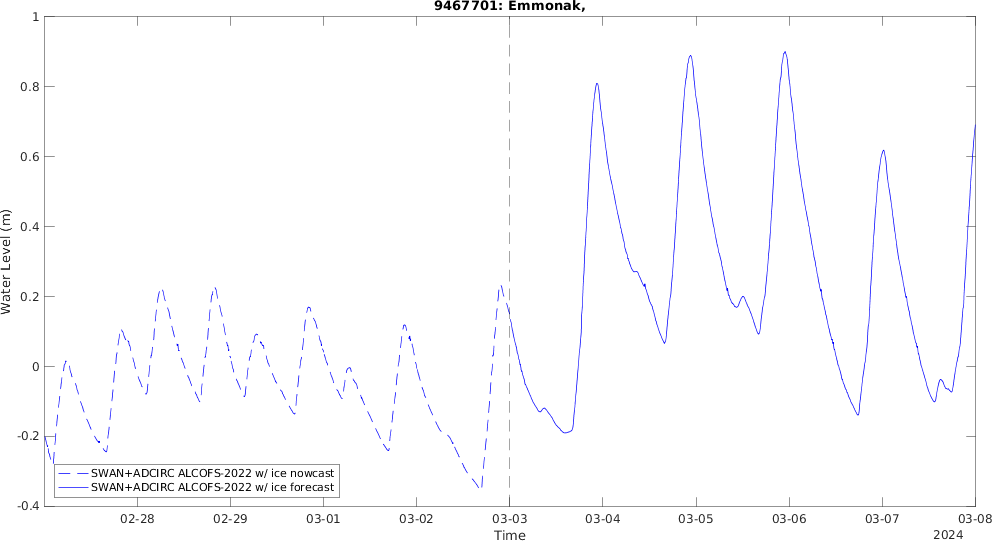 9467701: Emmonak,
Water Level (m)
1
0.8
0.6
0.4
0.2
0
-0.2
-0.4
SWAN+ADCIRC ALCOFS-2022 w/ ice nowcast
SWAN+ADCIRC ALCOFS-2022 w/ ice forecast
02-28 02-29 03-01 03-02 03-03 03-04 03-05 03-06 03-07 03-08
Time
2024